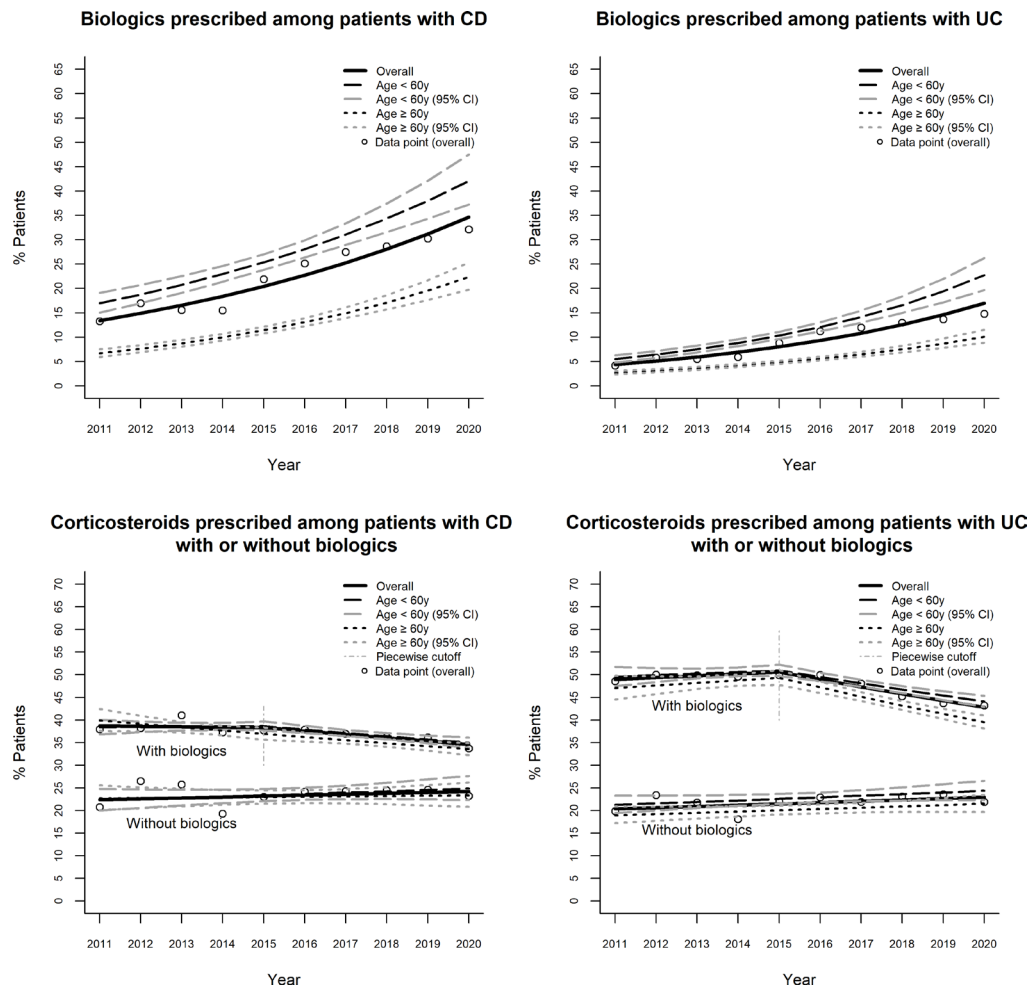 Biologics prescribed among patients with CD
65
60
55
50
45
40
35
30
25
20
15
10
5
0
% Patients
Overall
Age < 60y
Age < 60y (95% CI)
Age ≥ 60y
Age ≥ 60y (95% CI)
Data point (overall)
2011 2012 2013 2014 2015 2016 2017 2018 2019 2020
Year
Biologics prescribed among patients with UC
65
60
55
50
45
40
35
30
25
20
15
10
5
0
% Patients
Overall
Age < 60y
Age < 60y (95% CI)
Age ≥ 60y
Age ≥ 60y (95% CI)
Data point (overall)
2011 2012 2013 2014 2015 2016 2017 2018 2019 2020
Year
Corticosteroids prescribed among patients with CD
with or without biologics
70
65
60
55
50
45
40
35
30
25
20
15
10
5
0
% Patients
Overall
Age < 60y
Age < 60y (95% CI)
Age ≥ 60y
Age ≥ 60y (95% CI)
Piecewise cutoff
Data point (overall)
With biologics
Without biologics
2011 2012 2013 2014 2015 2016 2017 2018 2019 2020
Year
Corticosteroids prescribed among patients with UC
with or without biologics
70
65
60
55
50
45
40
35
30
25
20
15
10
5
0
% Patients
Overall
Age < 60y
Age < 60y (95% CI)
Age ≥ 60y
Age ≥ 60y (95% CI)
Piecewise cutoff
Data point (overall)
With biologics
Without biologics
2011 2012 2013 2014 2015 2016 2017 2018 2019 2020
Year